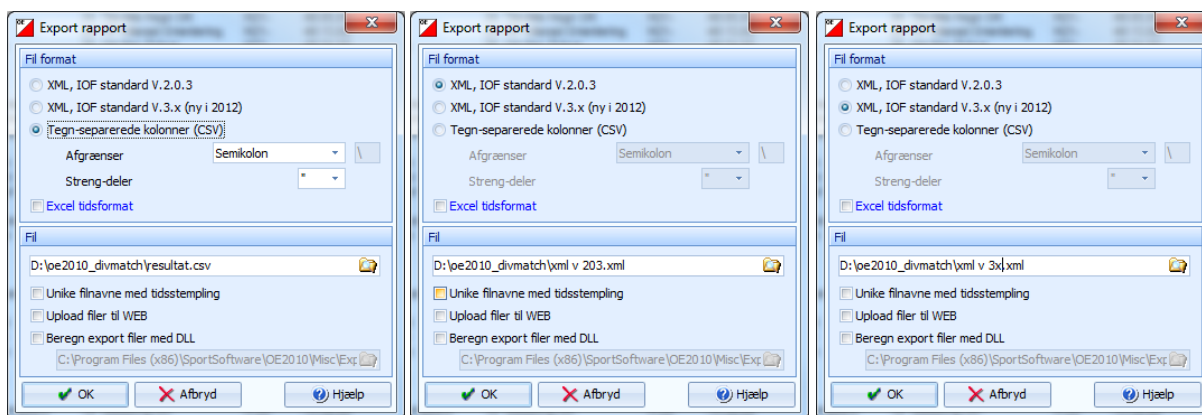 OE Export rapport
Fil format
XML, IOF standard V.2.0.3
XML, IOF standard V.3.x (ny i 2012)
Tegn-separerede kolonner (CSV)
Afgrænser Semikolon \
Streng-deler "
Excel tidsformat
Fil
D:\oe2010_divmatch\resultat.csv
Unike filnavne med tidsstempling
Upload filer til WEB
Beregn export filer med DLL
C:\Program Files (x86)\SportSoftware\OE2010\Misc\Exp
OK Afbryd Hjælp
OE Export rapport
Fil format
XML, IOF standard V.2.0.3
XML, IOF standard V.3.x (ny i 2012)
Tegn-separerede kolonner (CSV)
Afgrænser Semikolon \
Streng-deler "
Excel tidsformat
Fil
D:\oe2010_divmatch\xml v 203.xml
Unike filnavne med tidsstempling
Upload filer til WEB
Beregn export filer med DLL
C:\Program Files (x86)\SportSoftware\OE2010\Misc\Exp
OK Afbryd Hjælp
OE Export rapport
Fil format
XML, IOF standard V.2.0.3
XML, IOF standard V.3.x (ny i 2012)
Tegn-separerede kolonner (CSV)
Afgrænser Semikolon \
Streng-deler "
Excel tidsformat
Fil
D:\oe2010_divmatch\xml v 3x.xml
Unike filnavne med tidsstempling
Upload filer til WEB
Beregn export filer med DLL
C:\Program Files (x86)\SportSoftware\OE2010\Misc\Exp
OK Afbryd Hjælp